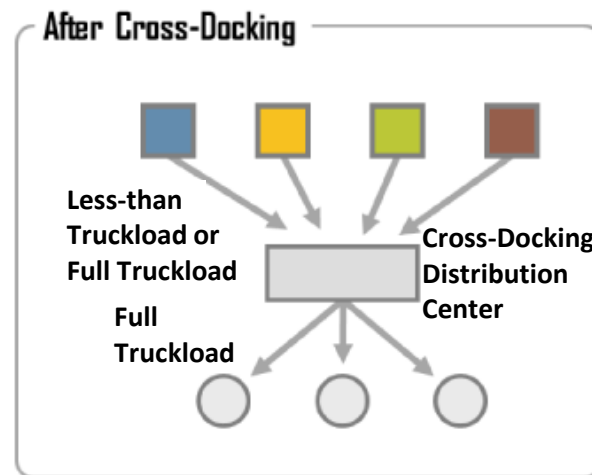 After Cross-Docking
Less-than
Truckload or
Full Truckload
Cross-Docking
Distribution
Center
Full
Truckload